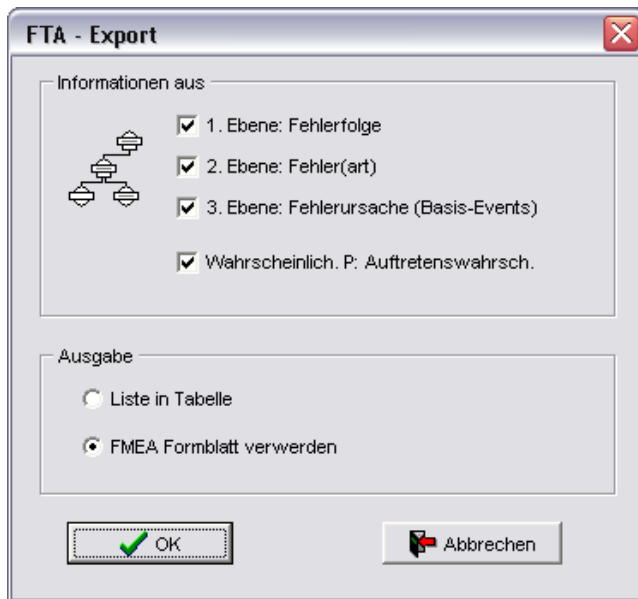 FTA - Export
Informationen aus
1. Ebene: Fehlerfolge
2. Ebene: Fehler(art)
3. Ebene: Fehlerursache (Basis-Events)
Wahrscheinlich. P: Auftretenswahrsch.
Ausgabe
Liste in Tabelle
FMEA Formblatt verwerden
OK
Abbrechen